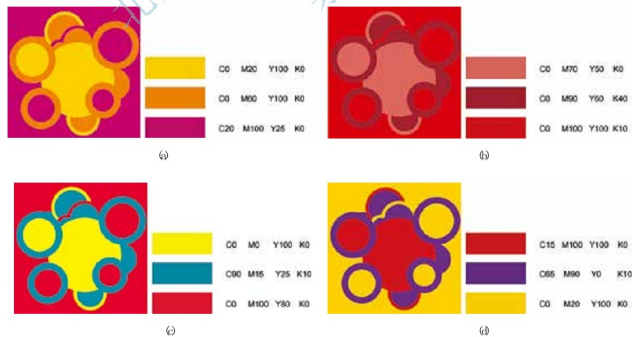 C0 M20 Y100 K0
C0 M60 Y100 K0
C20 M100 Y25 K0
(a)
C0 M70 Y50 K0
C0 M90 Y60 K40
C0 M100 Y100 K10
(b)
C0 M0 Y100 K0
C90 M15 Y25 K10
C0 M100 Y80 K0
(c)
C15 M100 Y100 K0
C65 M90 Y0 K10
C0 M20 Y100 K0
(d)